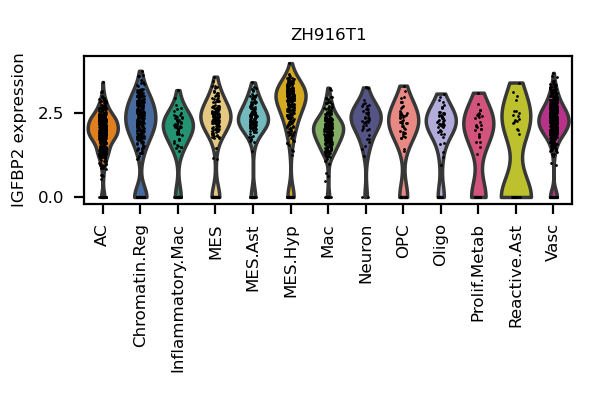 ZH916T1
IGFBP2 expression
2.5
0.0
AC
Chromatin.Reg
Inflammatory.Mac
MES
MES.Ast
MES.Hyp
Mac
Neuron
OPC
Oligo
Prolif.Metab
Reactive.Ast
Vasc